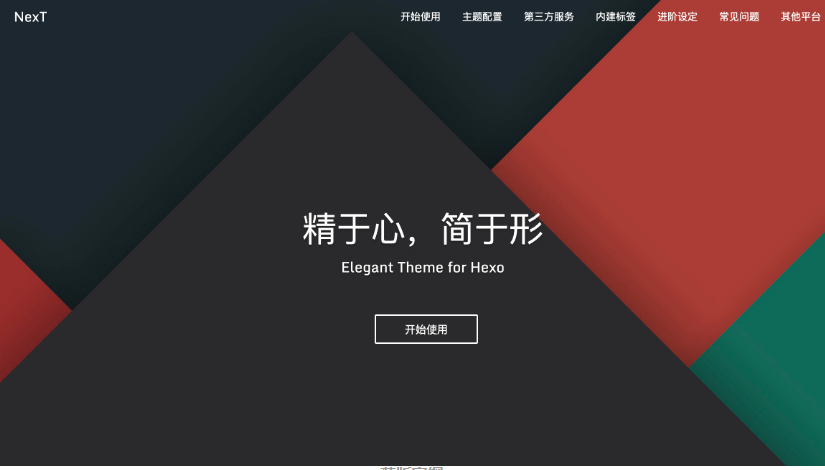 NexT 开始使用 主题配置 第三方服务 内建标签 进阶设定 常见问题 其他平台
精于心，简于形
Elegant Theme for Hexo
开始使用